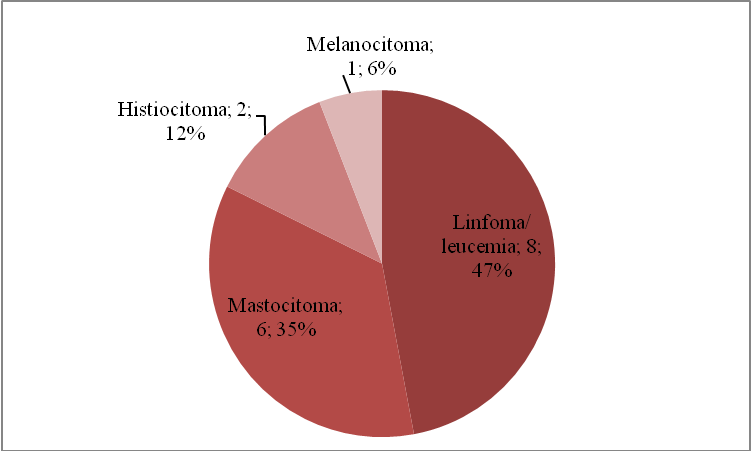 Melanocitoma;
1; 6%
Histiocitoma; 2;
12%
Linfoma/
leucemia; 8;
47%
Mastocitoma;
6; 35%